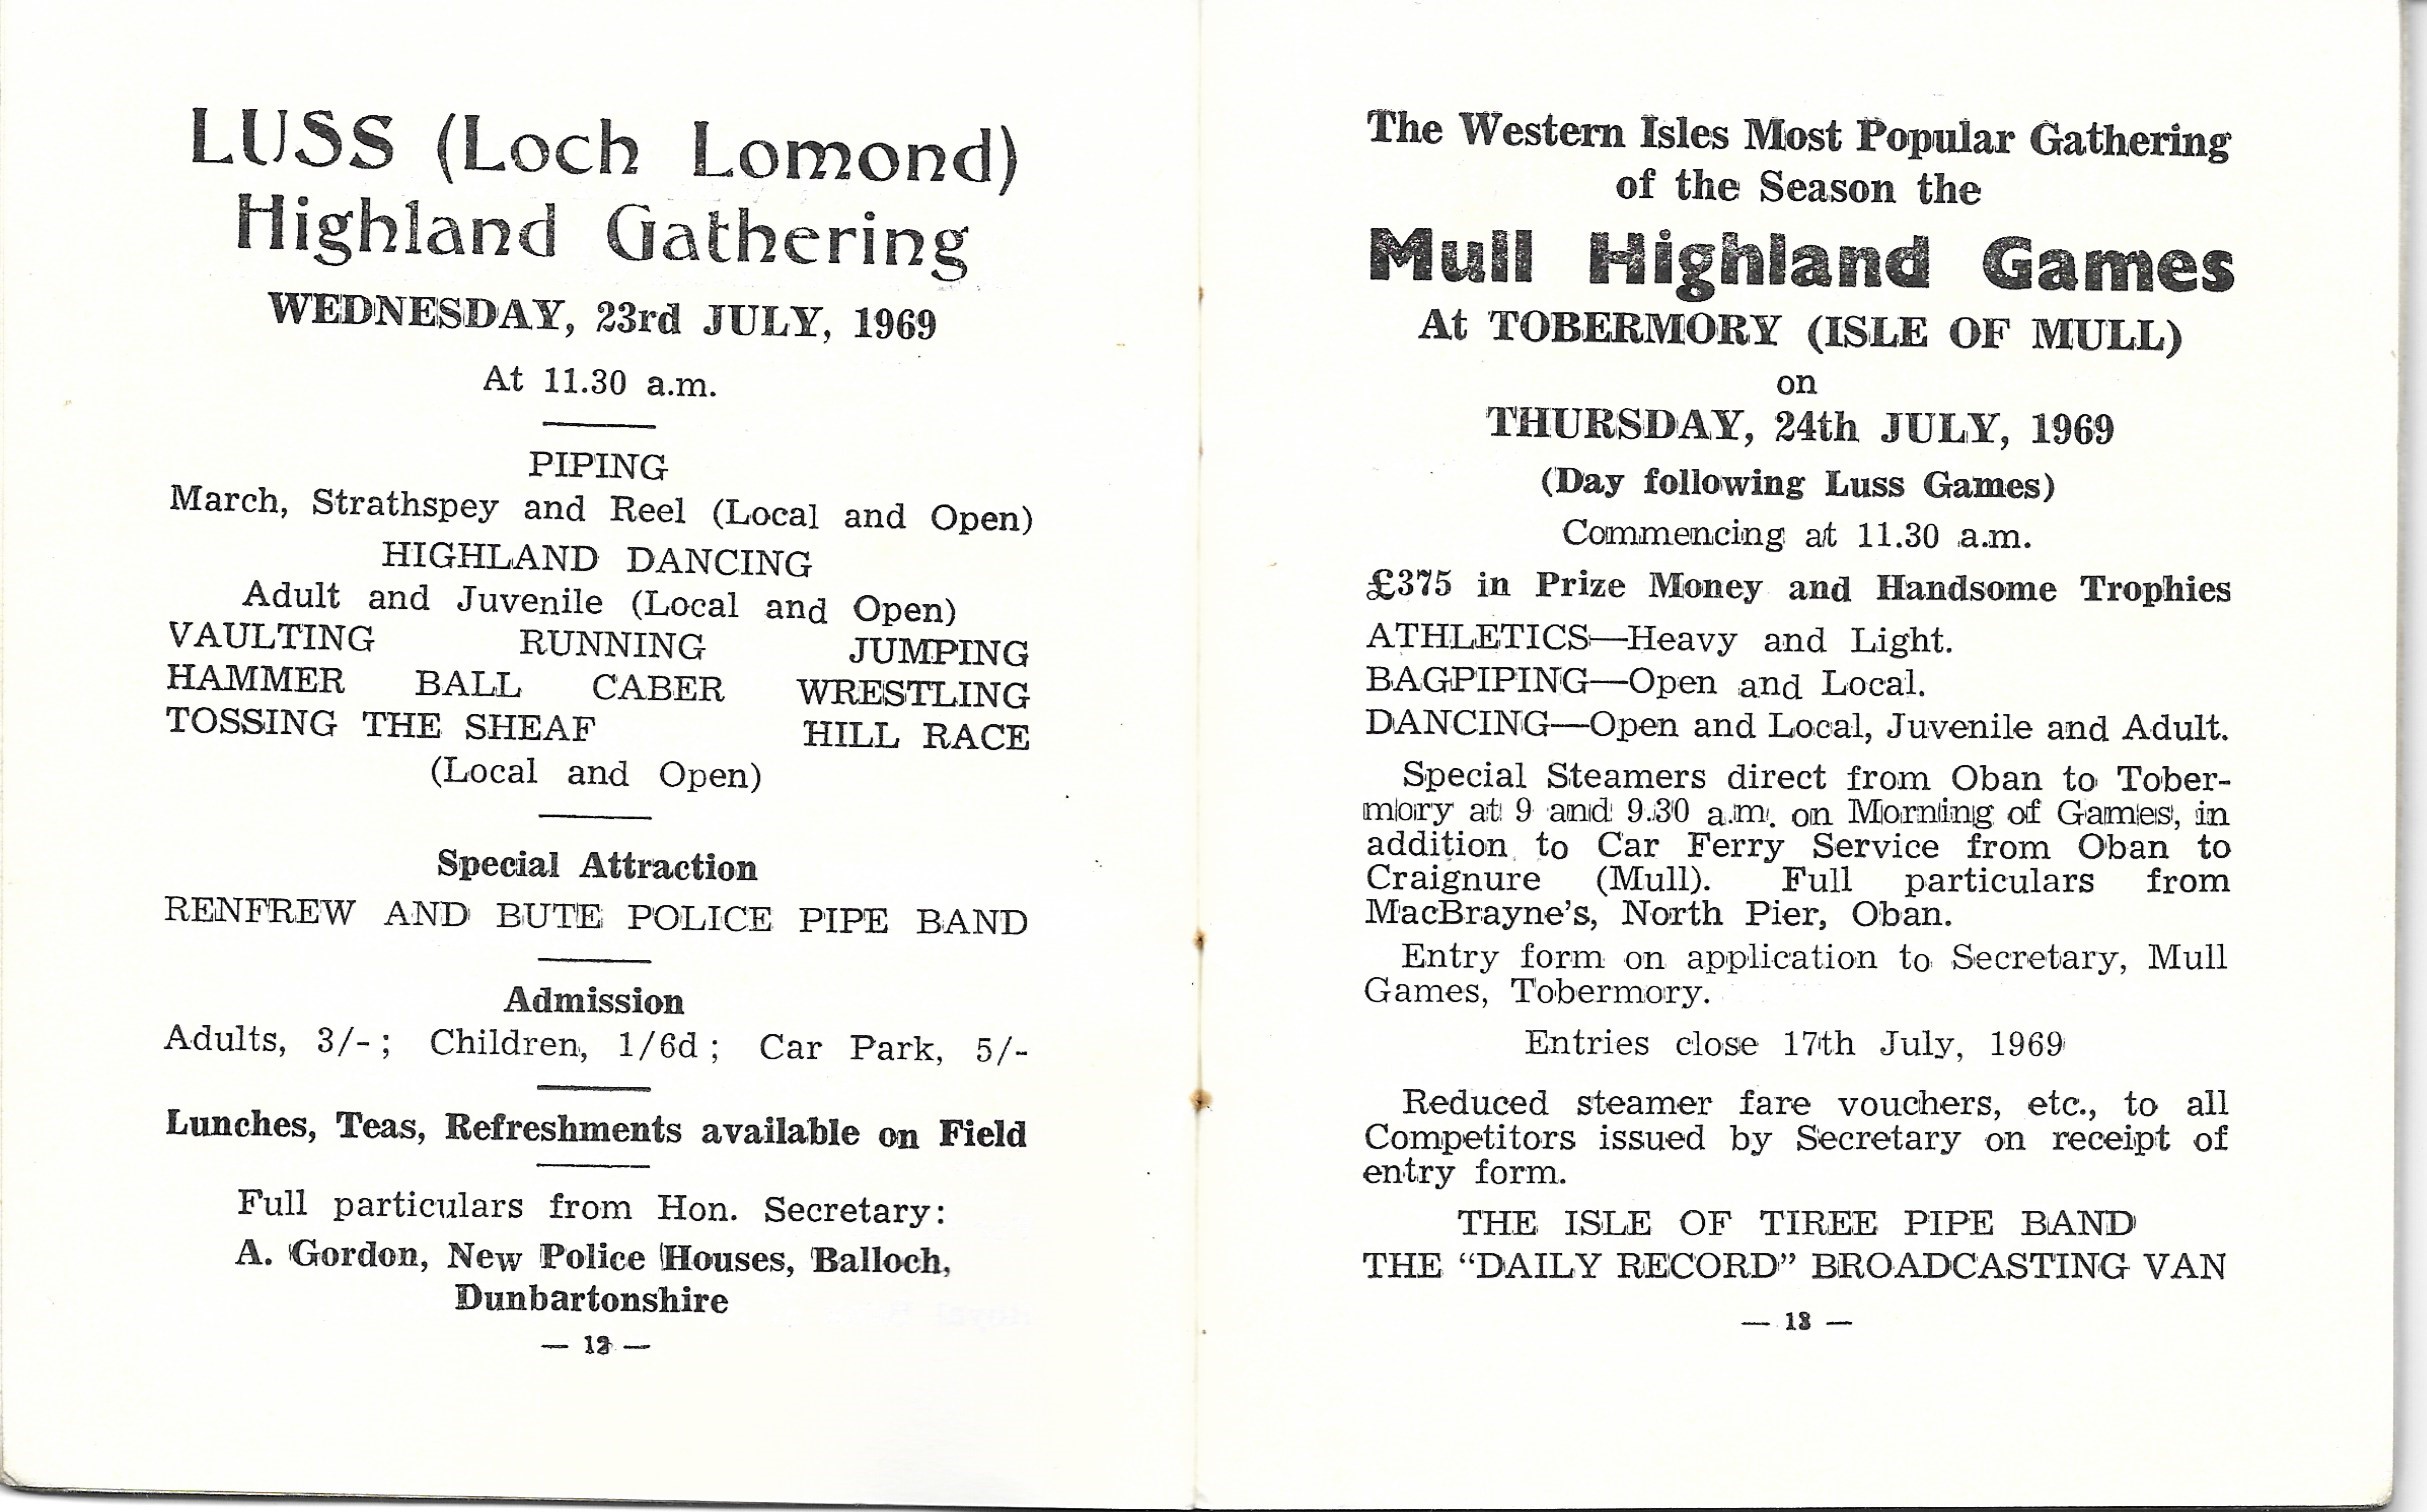 LUSS (Loch Lomond)
Highland Gathering
WEDNESDAY, 23rd JULY, 1969
At 11.30 a.m.
PIPING
March, Strathspey and Reel (Local and Open)
HIGHLAND DANCING
Adult and Juvenile (Local and Open)
VAULTING RUNNING JUMPING
HAMMER BALL CABER WRESTLING
TOSSING THE SHEAF HILL RACE
(Local and Open)
Special Attraction
RENFREW AND BUTE POLICE PIPE BAND
Admission
Adults, 3/- ; Children, 1/6d ; Car Park, 5/-
Lunches, Teas, Refreshments available on Field
Full particulars from Hon. Secretary:
A. Gordon, New Police Houses, Balloch,
Dunbartonshire
— 12 —
The Western Isles Most Popular Gathering
of the Season the
Mull Highland Games
At TOBERMORY (ISLE OF MULL)
on
THURSDAY, 24th JULY, 1969
(Day following Luss Games)
Commencing at 11.30 a.m.
£375 in Prize Money and Handsome Trophies
ATHLETICS—Heavy and Light.
BAGPIPING—Open and Local.
DANCING—Open and Local, Juvenile and Adult.
Special Steamers direct from Oban to Tober-
mory at 9 and 9.30 a.m. on Morning of Games, in
addition to Car Ferry Service from Oban to
Craignure (Mull). Full particulars from
MacBrayne's, North Pier, Oban.
Entry form on application to Secretary, Mull
Games, Tobermory.
Entries close 17th July, 1969
Reduced steamer fare vouchers, etc., to all
Competitors issued by Secretary on receipt of
entry form.
THE ISLE OF TIREE PIPE BAND
THE “DAILY RECORD” BROADCASTING VAN
— 13 —